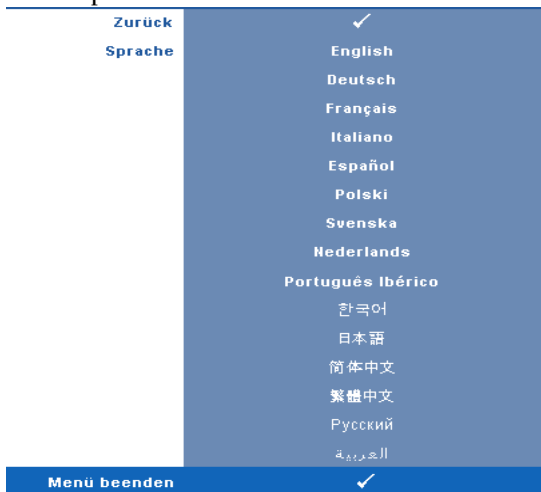 Zurück ✓
Sprache English
Deutsch
Français
Italiano
Español
Polski
Svenska
Nederlands
Português Ibérico
한국어
日本語
简体中文
繁體中文
Русский
العربية
Menü beenden ✓